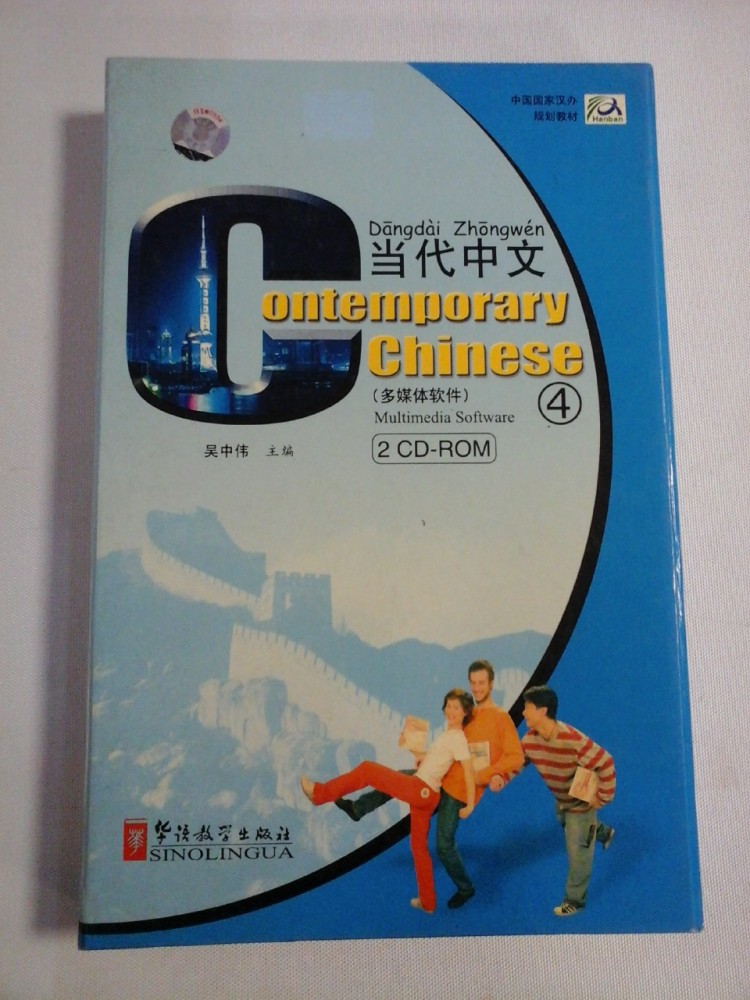 中国国家汉办
规划教材
Hanban
Dāngdài Zhōngwén
当代中文
Contemporary
Chinese
(多媒体软件)
Multimedia Software
④
2 CD-ROM
吴中伟 主编
华语教学出版社
SINOLINGUA